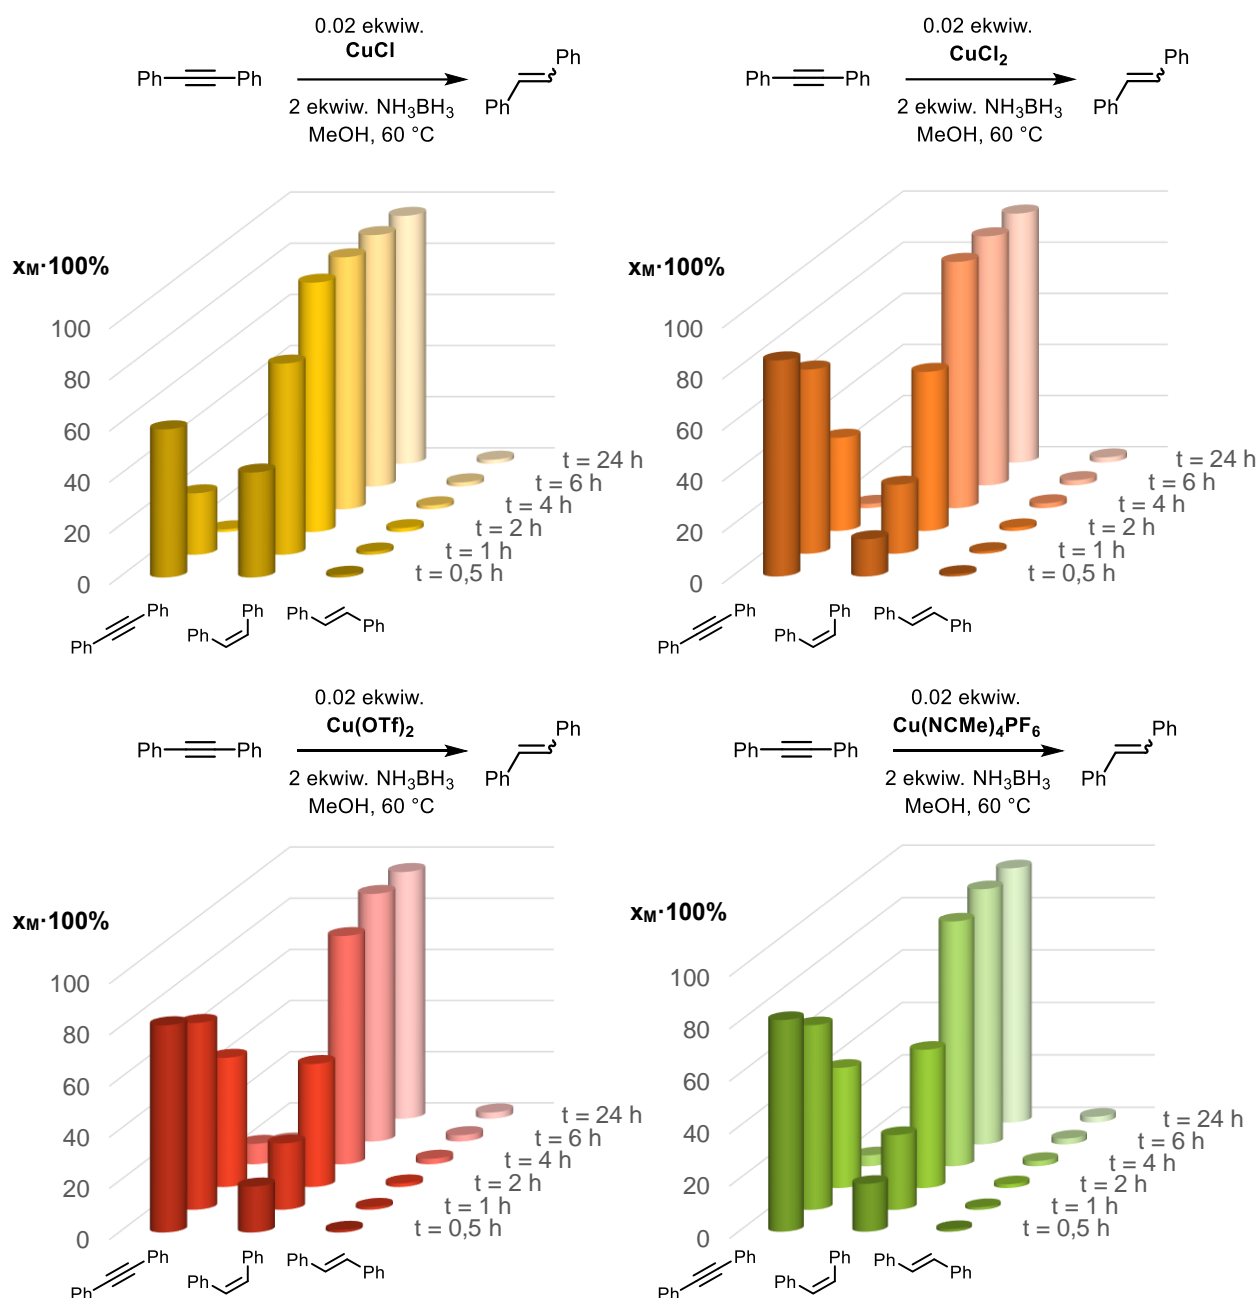 0.02 ekwiw.
CuCl
Ph Ph Ph
Ph
2 ekwiw. NH₃BH₃
MeOH, 60 °C
0.02 ekwiw.
CuCl₂
Ph Ph Ph
Ph
2 ekwiw. NH₃BH₃
MeOH, 60 °C
xM·100%
100
80
60
40
20
0
t = 24 h
t = 6 h
t = 4 h
t = 2 h
t = 1 h
t = 0,5 h
Ph Ph Ph
Ph Ph Ph
xM·100%
100
80
60
40
20
0
t = 24 h
t = 6 h
t = 4 h
t = 2 h
t = 1 h
t = 0,5 h
Ph Ph Ph
Ph Ph Ph
0.02 ekwiw.
Cu(OTf)₂
Ph Ph Ph
Ph
2 ekwiw. NH₃BH₃
MeOH, 60 °C
0.02 ekwiw.
Cu(NCMe)₄PF₆
Ph Ph Ph
Ph
2 ekwiw. NH₃BH₃
MeOH, 60 °C
xM·100%
100
80
60
40
20
0
t = 24 h
t = 6 h
t = 4 h
t = 2 h
t = 1 h
t = 0,5 h
Ph Ph Ph
Ph Ph Ph
xM·100%
100
80
60
40
20
0
t = 24 h
t = 6 h
t = 4 h
t = 2 h
t = 1 h
t = 0,5 h
Ph Ph Ph
Ph Ph Ph